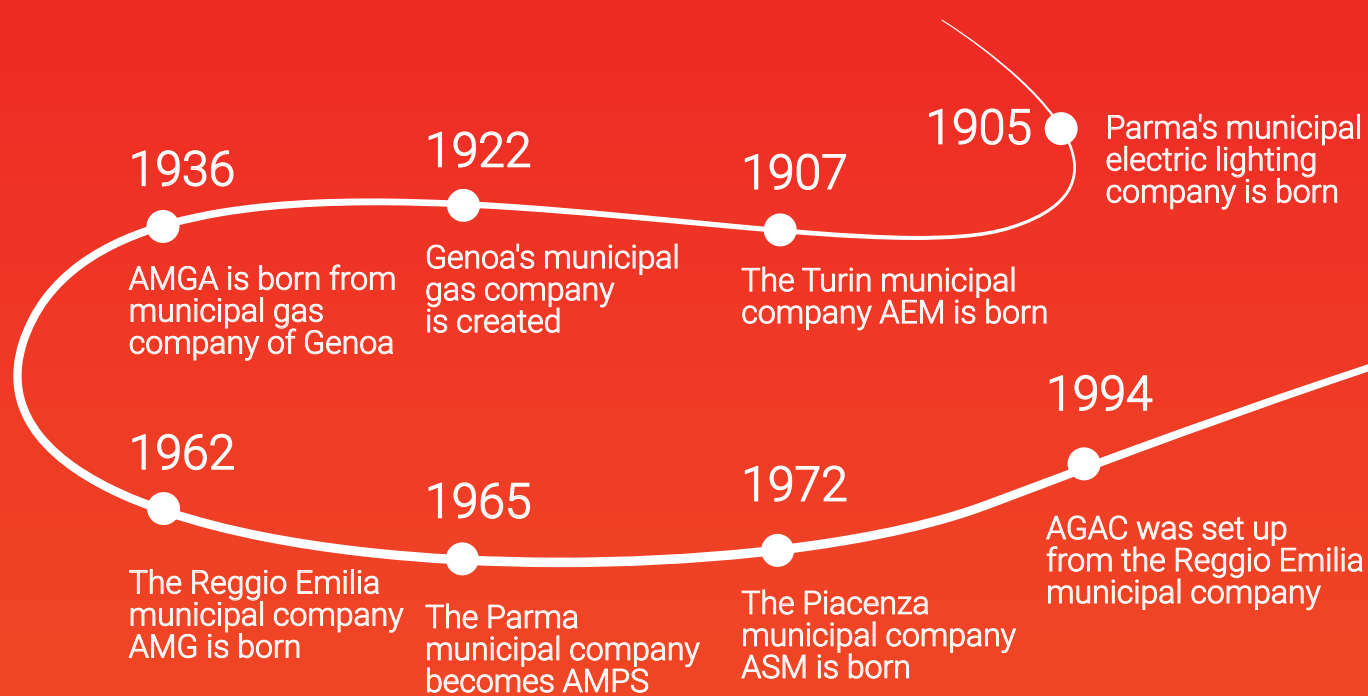 1905
Parma's municipal
electric lighting
company is born
1907
The Turin municipal
company AEM is born
1922
Genoa's municipal
gas company
is created
1936
AMGA is born from
municipal gas
company of Genoa
1962
The Reggio Emilia
municipal company
AMG is born
1965
The Parma
municipal company
becomes AMPS
1972
The Piacenza
municipal company
ASM is born
1994
AGAC was set up
from the Reggio Emilia
municipal company